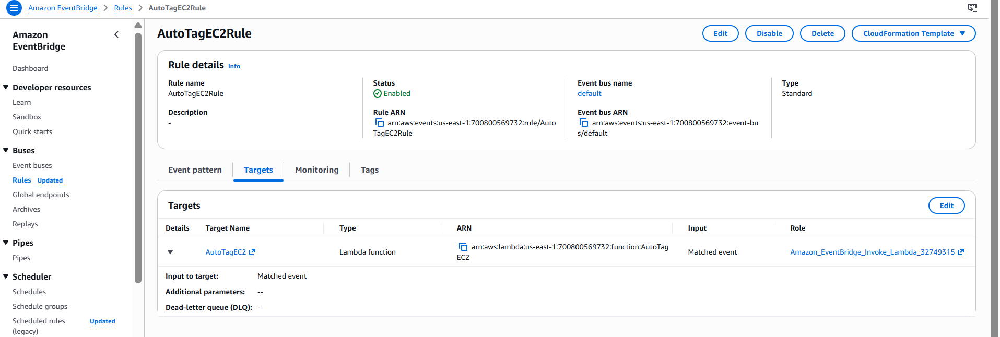 Amazon EventBridge > Rules > AutoTagEC2Rule
Amazon
EventBridge
Dashboard
Developer resources
Learn
Sandbox
Quick starts
Buses
Event buses
Rules Updated
Global endpoints
Archives
Replays
Pipes
Pipes
Scheduler
Schedules
Schedule groups
Scheduled rules Updated
(legacy)
AutoTagEC2Rule
Edit Disable Delete CloudFormation Template
Rule details Info
Rule name
AutoTagEC2Rule
Description
-
Status
Enabled
Rule ARN
arn:aws:events:us-east-1:700800569732:rule/Auto
TagEC2Rule
Event bus name
default
Event bus ARN
arn:aws:events:us-east-1:700800569732:event-bu
s/default
Type
Standard
Event pattern Targets Monitoring Tags
Targets Edit
Details Target Name Type ARN Input Role
AutoTagEC2 Lambda function arn:aws:lambda:us-east-1:700800569732:function:AutoTag
EC2 Matched event Amazon_EventBridge_Invoke_Lambda_32749315
Input to target: Matched event
Additional parameters: --
Dead-letter queue (DLQ): -